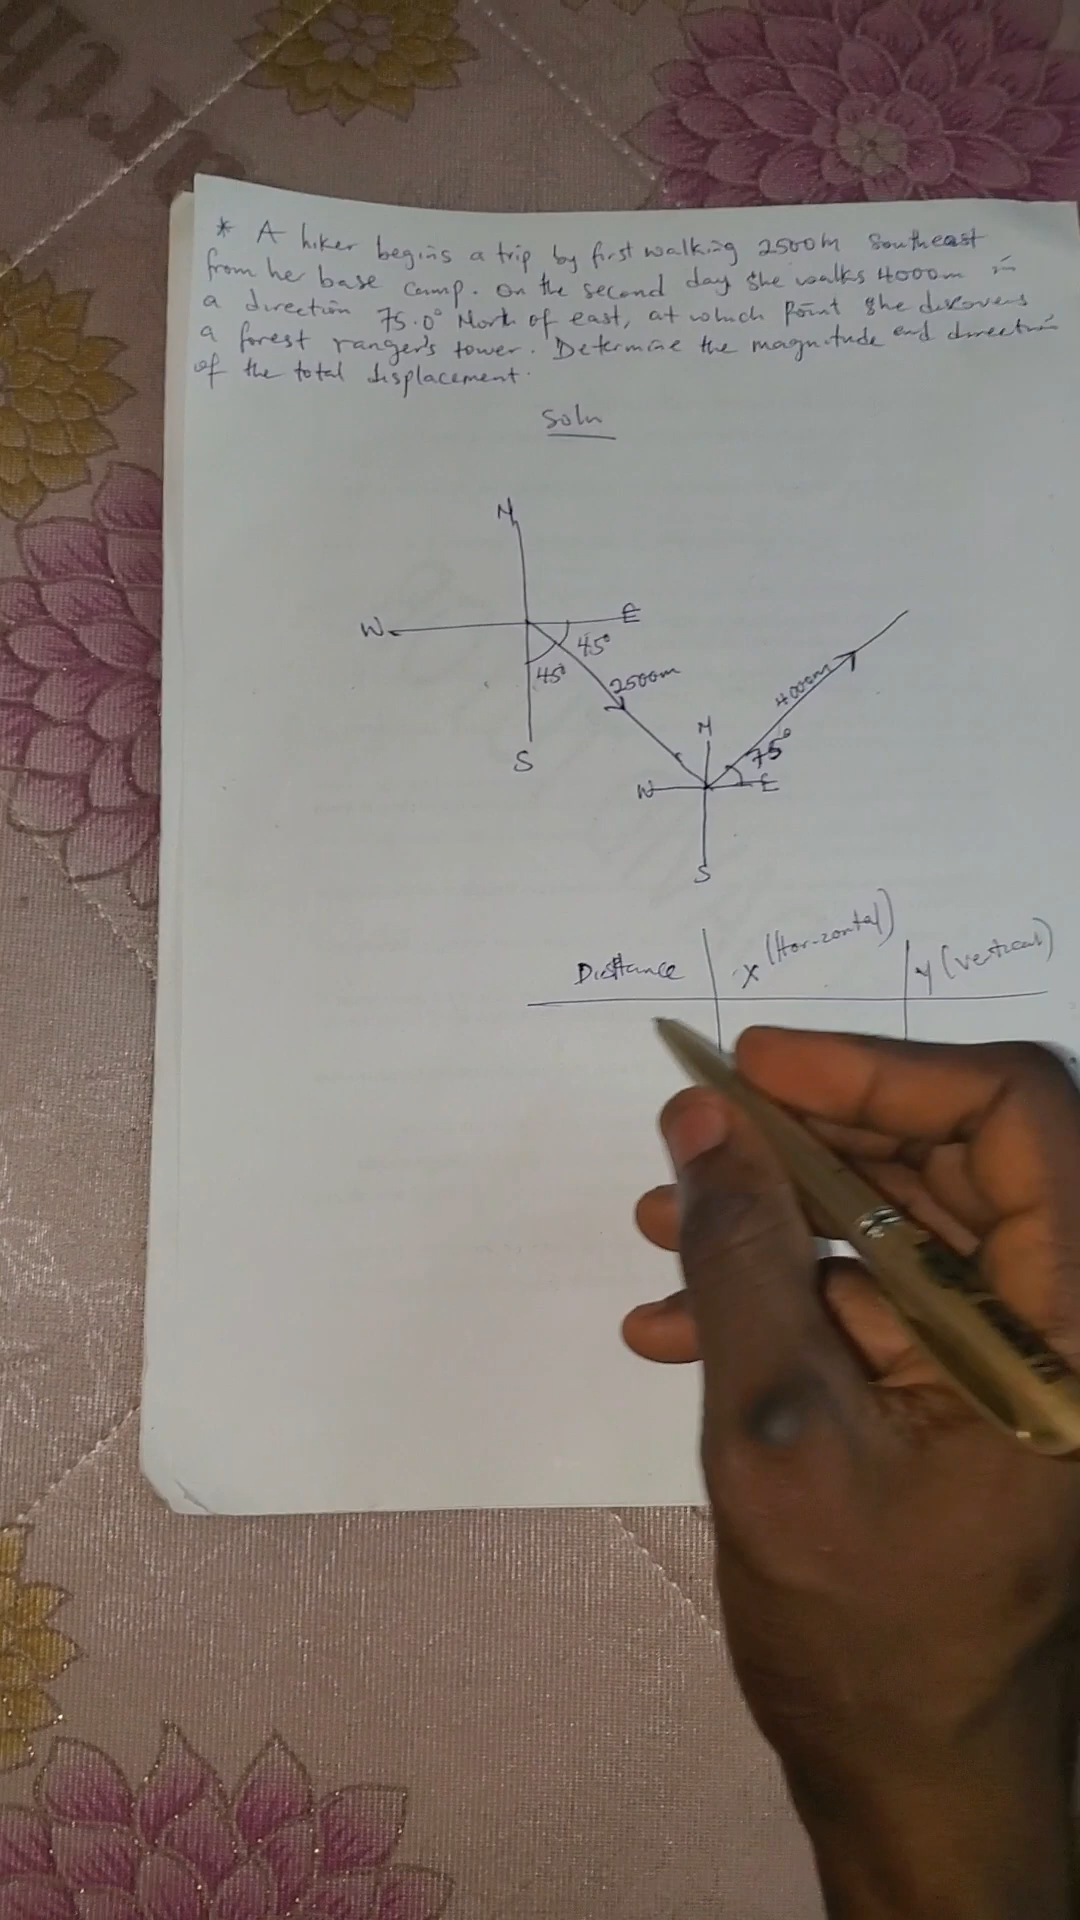 * A hiker begins a trip by first walking 2500m Southeast
from her base camp. on the second day she walks 4000m in
a direction 75.0° North of east, at which point she discovers
a forest ranger's tower. Determine the magnitude and direction
of the total displacement.
Soln
N
W
E
45°
45°
2500m
S
4000m
N
75°
W
E
S
Distance
x (Horizontal)
y (vertical)